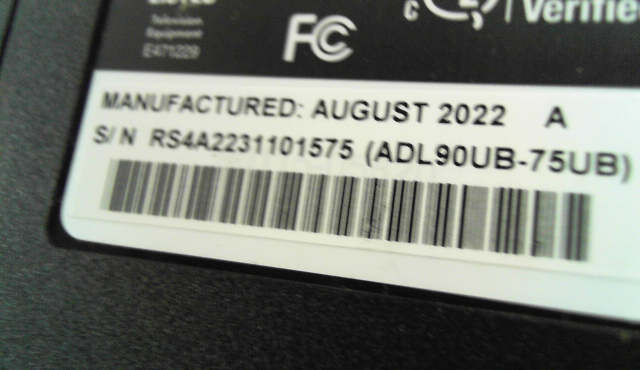 Television
Equipment
E471229
FC
Verifie
MANUFACTURED: AUGUST 2022 A
S/N RS4A2231101575 (ADL90UB-75UB)